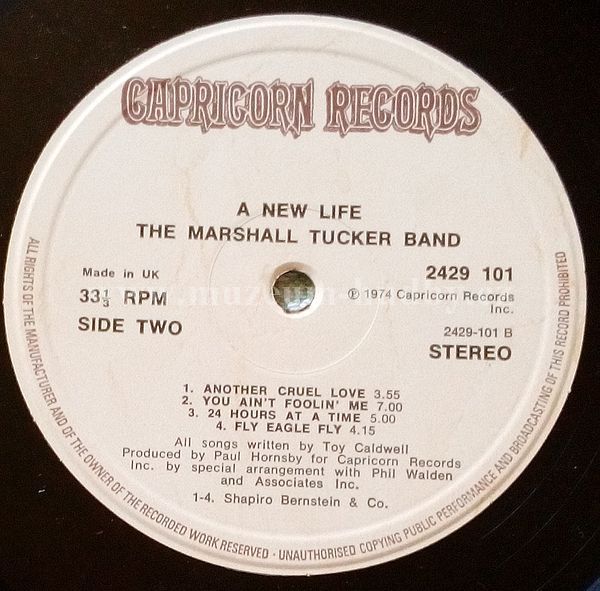 CAPRICORN RECORDS
A NEW LIFE
THE MARSHALL TUCKER BAND
Made in UK
33⅓ RPM
SIDE TWO
2429 101
℗ 1974 Capricorn Records
Inc.
2429-101 B
STEREO
1. ANOTHER CRUEL LOVE 3.55
2. YOU AIN'T FOOLIN' ME 7.00
3. 24 HOURS AT A TIME 5.00
4. FLY EAGLE FLY 4.15
All songs written by Toy Caldwell
Produced by Paul Hornsby for Capricorn Records
Inc. by special arrangement with Phil Walden
and Associates Inc.
1-4. Shapiro Bernstein & Co.
ALL RIGHTS OF THE MANUFACTURER AND OF THE OWNER OF THE RECORDED WORK RESERVED · UNAUTHORISED COPYING PUBLIC PERFORMANCE AND BROADCASTING OF THIS RECORD PROHIBITED